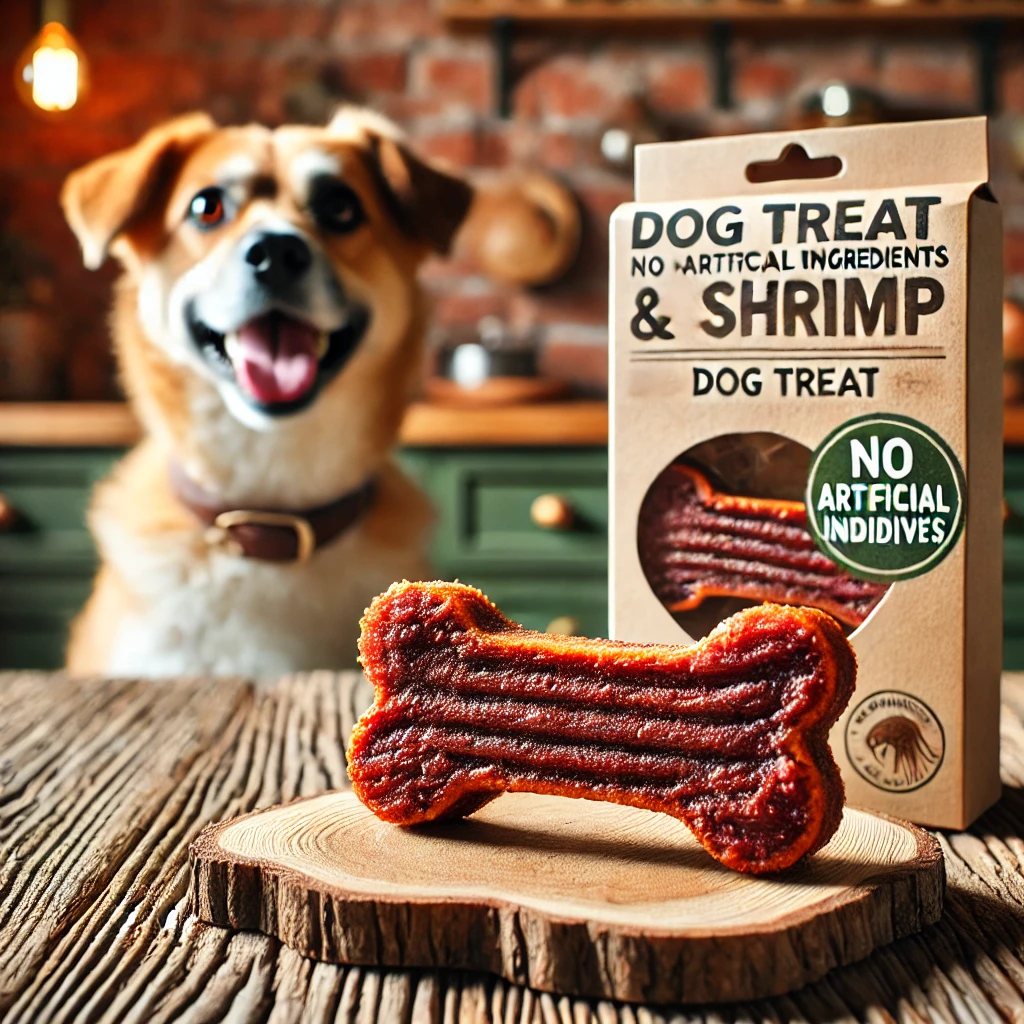 DOG TREAT
NO ARTIFICAL INGREDIENTS
& SHRIMP
DOG TREAT
NO
ARTFICIAL
INDIDIVES